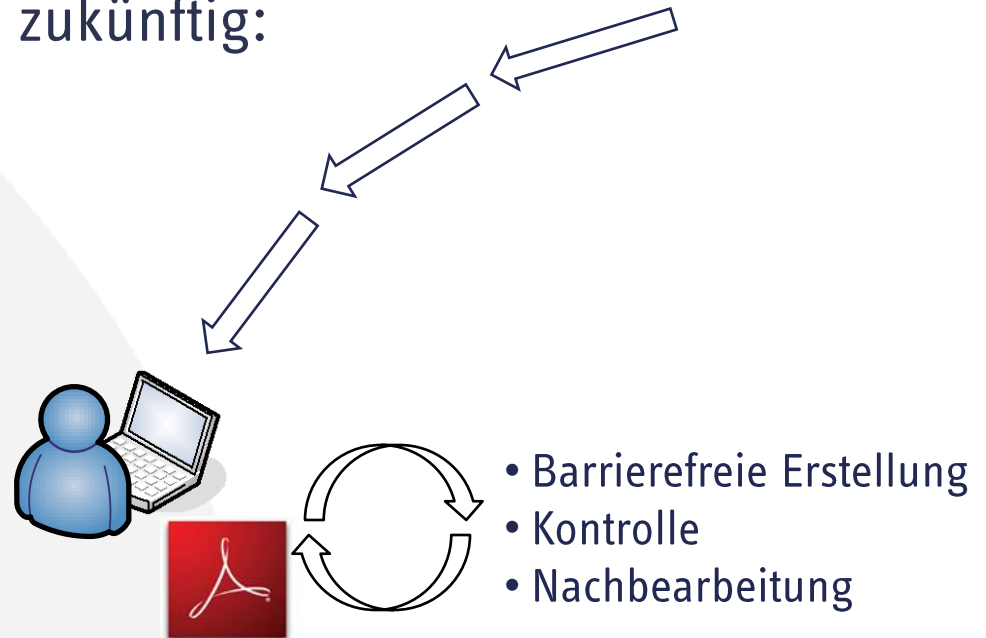 zukünftig:
• Barrierefreie Erstellung
• Kontrolle
• Nachbearbeitung